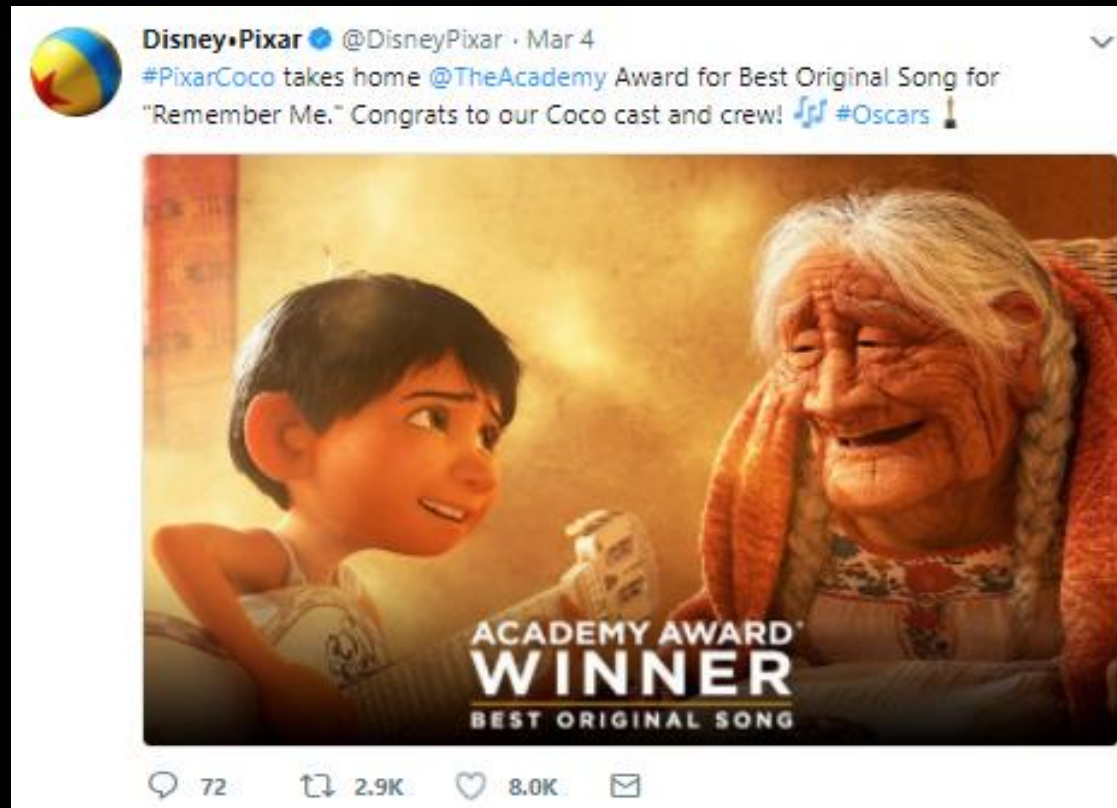 Disney•Pixar @DisneyPixar · Mar 4
#PixarCoco takes home @TheAcademy Award for Best Original Song for
"Remember Me." Congrats to our Coco cast and crew! #Oscars
ACADEMY AWARD®
WINNER
BEST ORIGINAL SONG
72 2.9K 8.0K